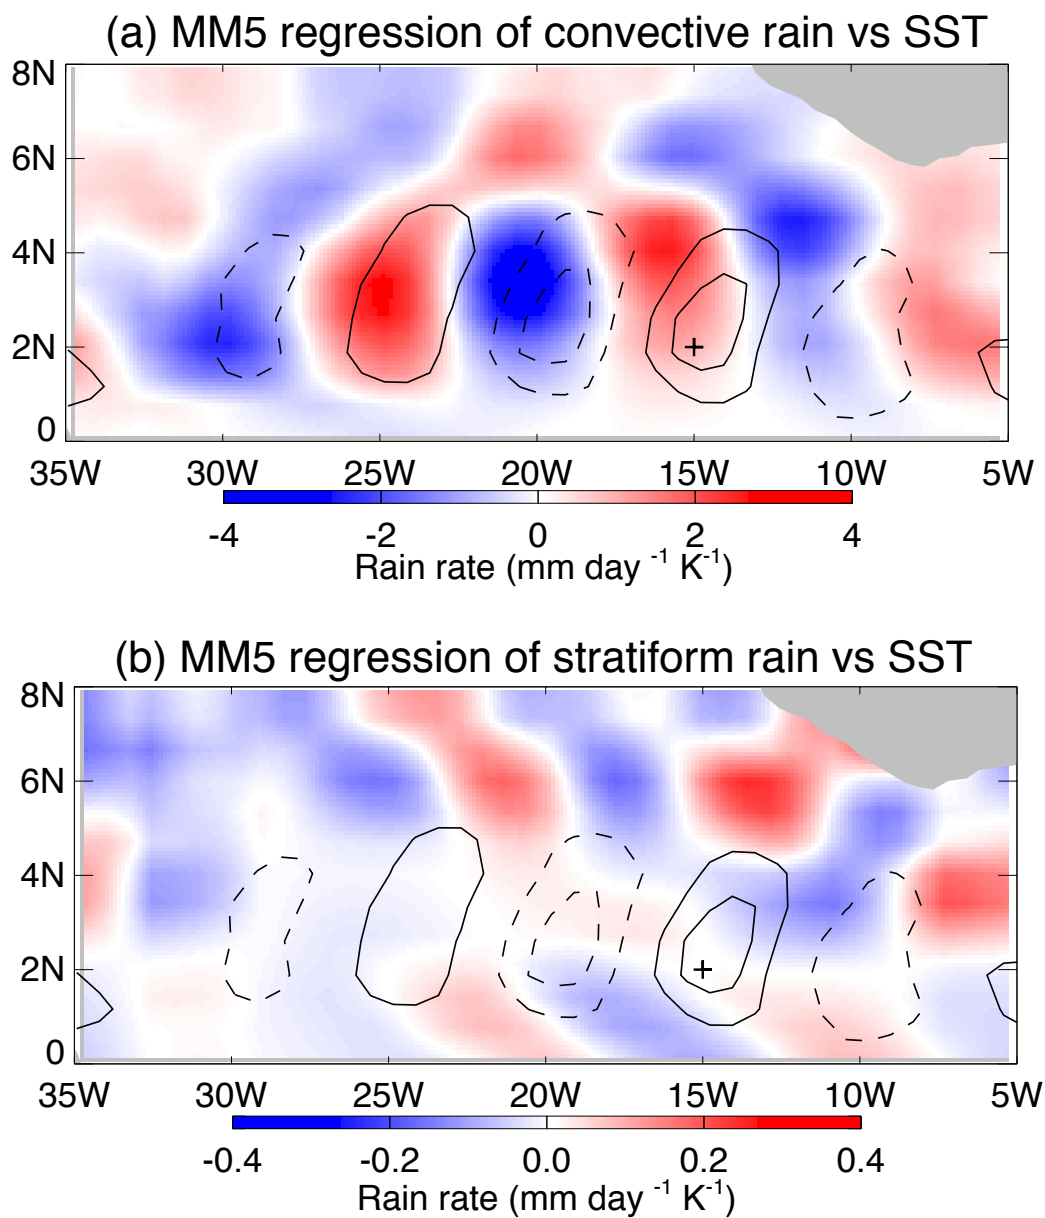 (a) MM5 regression of convective rain vs SST
8N
6N
4N
2N
0
35W 30W 25W 20W 15W 10W 5W
-4 -2 0 2 4
Rain rate (mm day -1 K-1)
(b) MM5 regression of stratiform rain vs SST
8N
6N
4N
2N
0
35W 30W 25W 20W 15W 10W 5W
-0.4 -0.2 0.0 0.2 0.4
Rain rate (mm day -1 K-1)